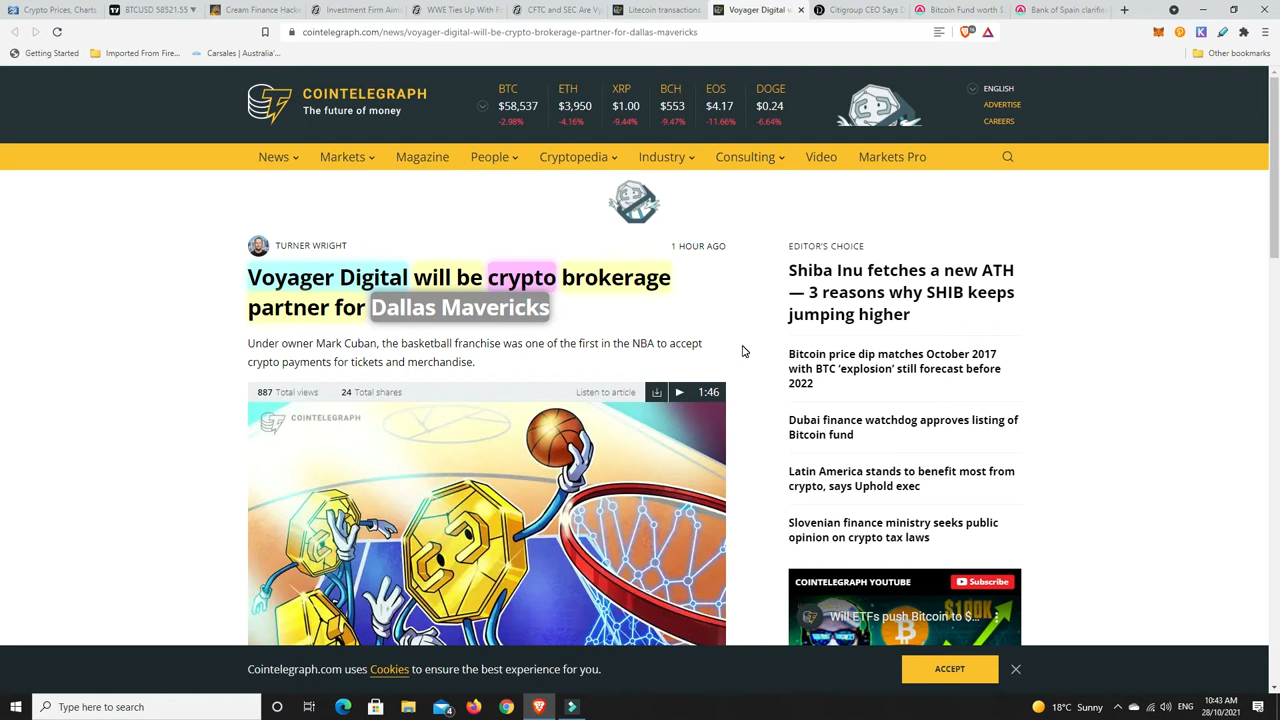 Crypto Prices, Charts
BTCUSD 58521.55 ▼
Cream Finance Hacke
Investment Firm Aims
WWE Ties Up With Fo
CFTC and SEC Are Vy
Litecoin transactions
Voyager Digital w
Citigroup CEO Says D
Bitcoin Fund worth $
Bank of Spain clarifie
cointelegraph.com/news/voyager-digital-will-be-crypto-brokerage-partner-for-dallas-mavericks
Getting Started
Imported From Fire...
Carsales | Australia'...
Other bookmarks
COINTELEGRAPH
The future of money
BTC ETH XRP BCH EOS DOGE
$58,537 $3,950 $1.00 $553 $4.17 $0.24
-2.98% -4.16% -9.44% -9.47% -11.66% -6.64%
ENGLISH
ADVERTISE
CAREERS
News Markets Magazine People Cryptopedia Industry Consulting Video Markets Pro
TURNER WRIGHT
1 HOUR AGO
Voyager Digital will be crypto brokerage
partner for Dallas Mavericks
Under owner Mark Cuban, the basketball franchise was one of the first in the NBA to accept
crypto payments for tickets and merchandise.
887 Total views
24 Total shares
Listen to article
1:46
COINTELEGRAPH
EDITOR'S CHOICE
Shiba Inu fetches a new ATH
— 3 reasons why SHIB keeps
jumping higher
Bitcoin price dip matches October 2017
with BTC ‘explosion’ still forecast before
2022
Dubai finance watchdog approves listing of
Bitcoin fund
Latin America stands to benefit most from
crypto, says Uphold exec
Slovenian finance ministry seeks public
opinion on crypto tax laws
COINTELEGRAPH YOUTUBE
Subscribe
$100K
Will ETFs push Bitcoin to $...
Cointelegraph.com uses Cookies to ensure the best experience for you.
ACCEPT
Type here to search
18°C Sunny
ENG
10:43 AM
28/10/2021